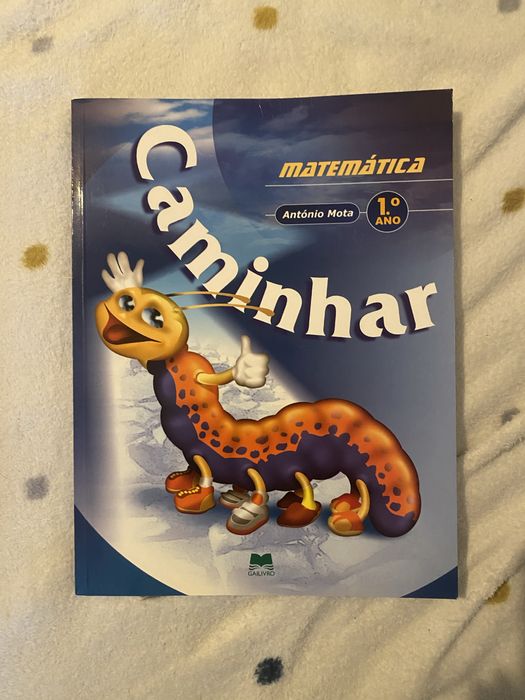 MATEMÁTICA
António Mota
1.º
ANO
Caminhar
GAILIVRO